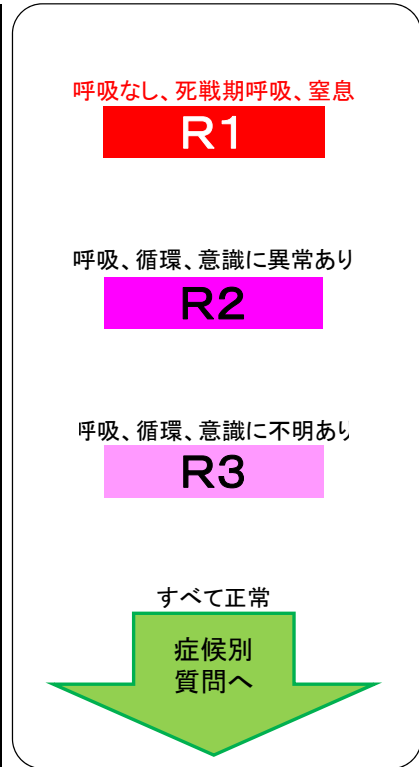 呼吸なし、死戦期呼吸、窒息
R1
呼吸、循環、意識に異常あり
R2
呼吸、循環、意識に不明あり
R3
すべて正常
症候別
質問へ